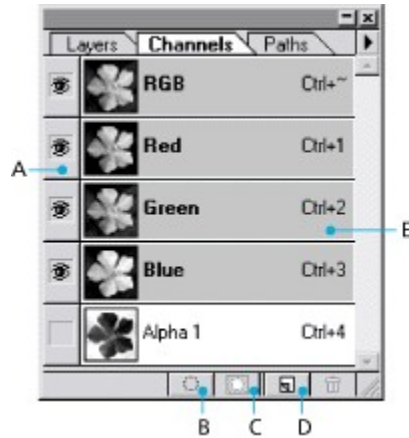 Layers Channels Paths
RGB Ctrl+~
Red Ctrl+1
A
Green Ctrl+2
E
Blue Ctrl+3
Alpha 1 Ctrl+4
B C D